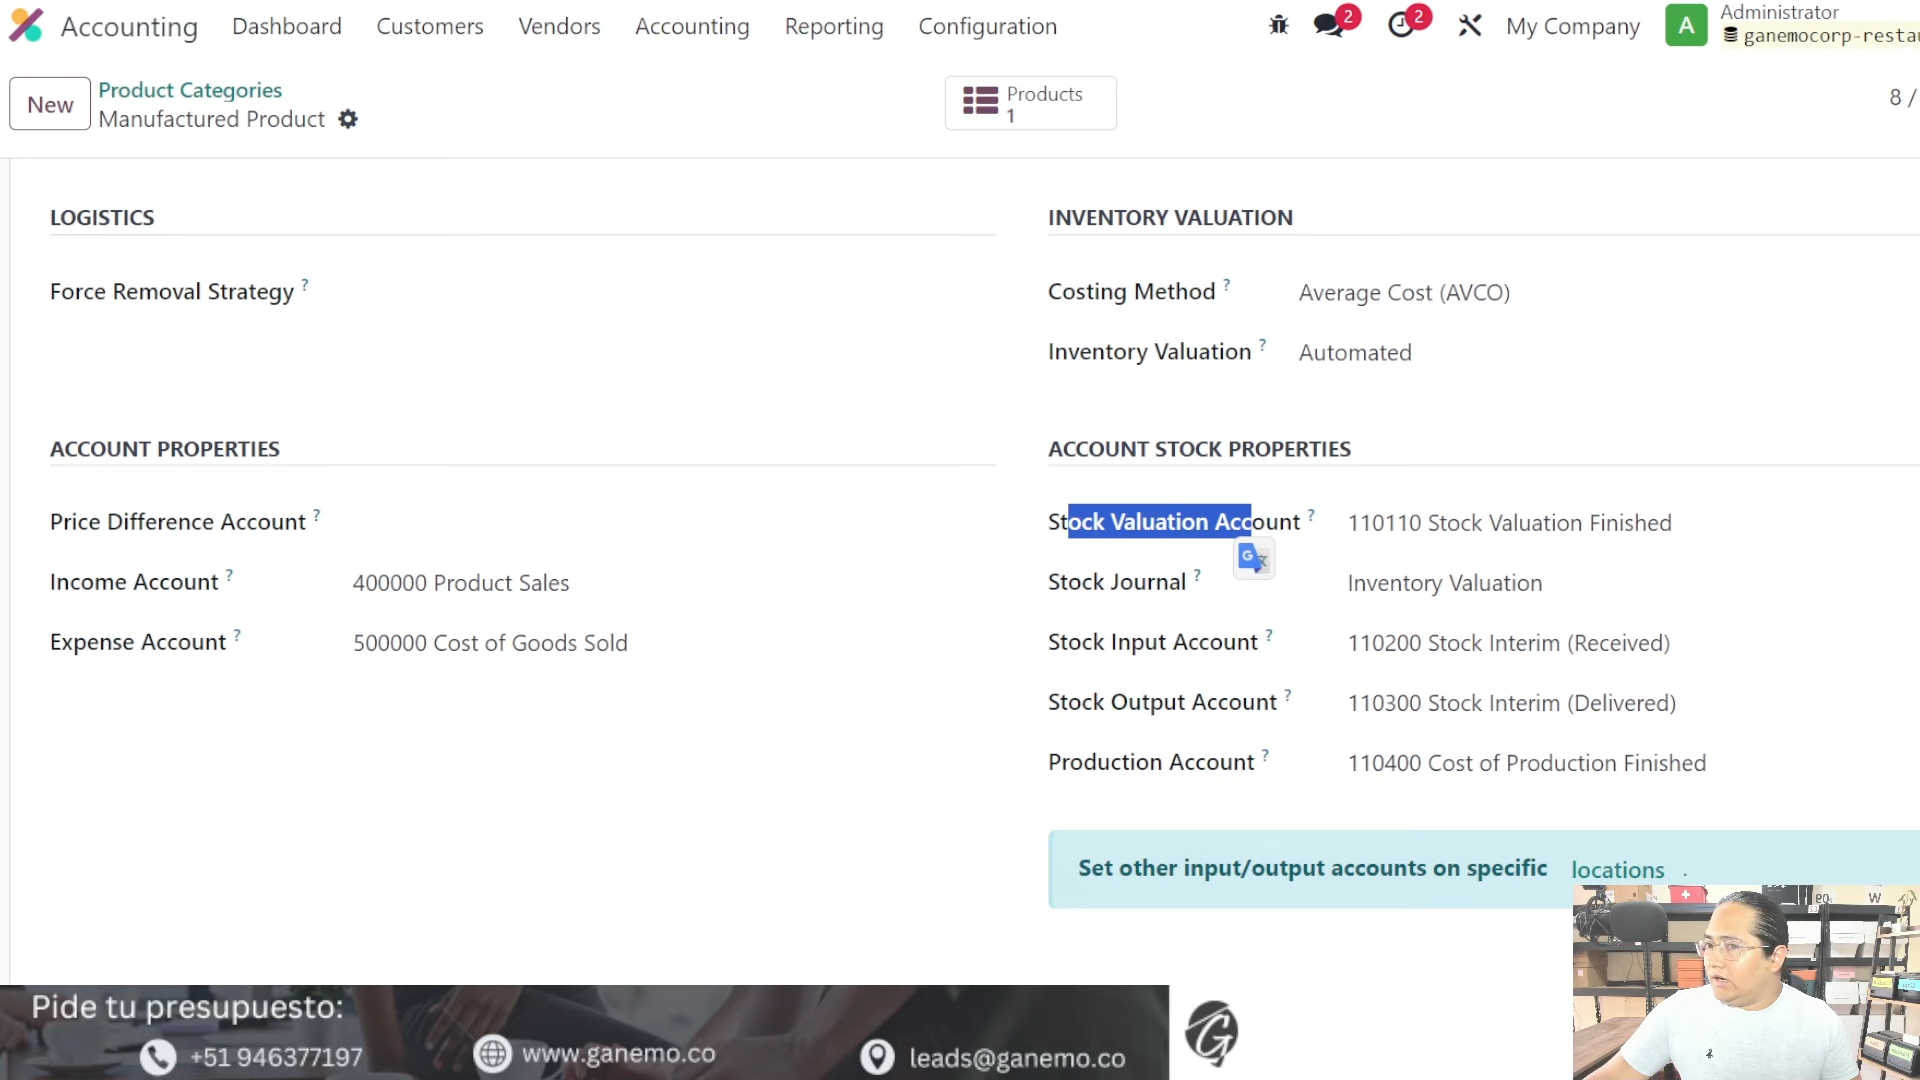 Accounting Dashboard Customers Vendors Accounting Reporting Configuration 2 2 My Company A Administrator
ganemocorp-restau
New Product Categories
Manufactured Product
Products
1
8 /
LOGISTICS
Force Removal Strategy ?
INVENTORY VALUATION
Costing Method ? Average Cost (AVCO)
Inventory Valuation ? Automated
ACCOUNT PROPERTIES
Price Difference Account ?
Income Account ? 400000 Product Sales
Expense Account ? 500000 Cost of Goods Sold
ACCOUNT STOCK PROPERTIES
Stock Valuation Account ? 110110 Stock Valuation Finished
Stock Journal ? Inventory Valuation
Stock Input Account ? 110200 Stock Interim (Received)
Stock Output Account ? 110300 Stock Interim (Delivered)
Production Account ? 110400 Cost of Production Finished
Set other input/output accounts on specific locations .
Pide tu presupuesto:
+51 946377197 www.ganemo.co leads@ganemo.co